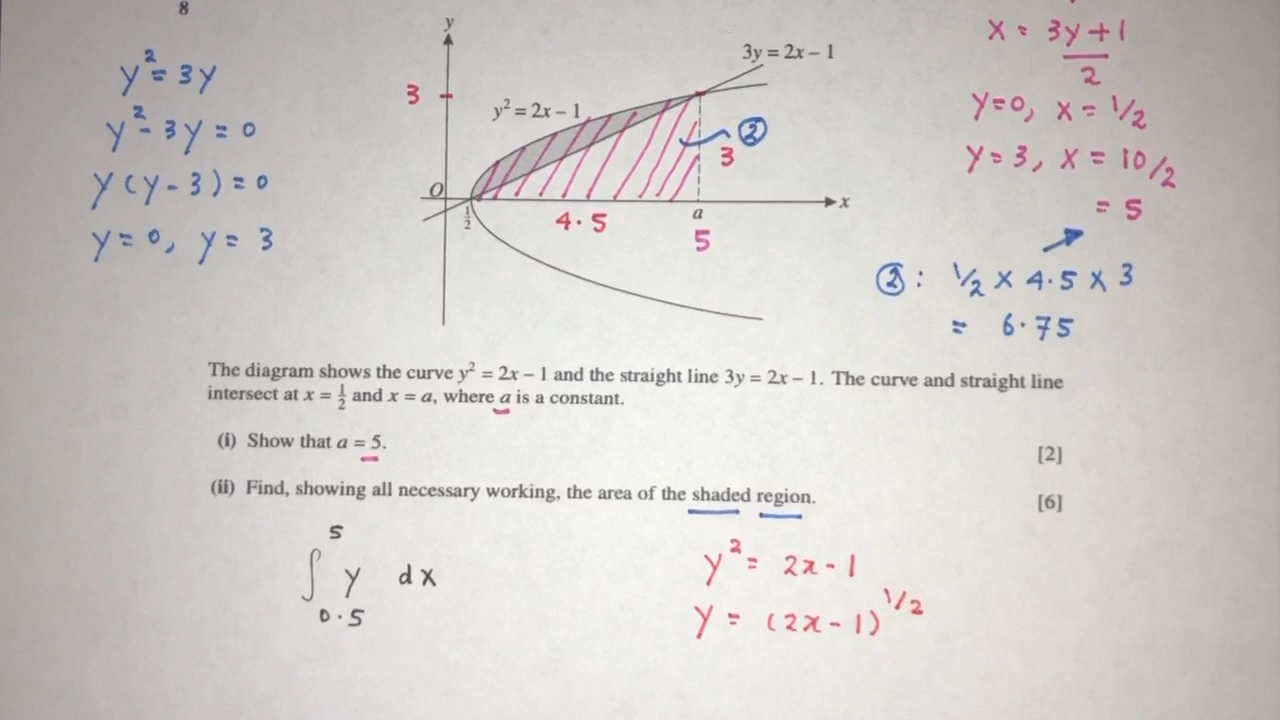 8
y² = 3y
y² - 3y = 0
y (y - 3) = 0
y = 0, y = 3
y
3y = 2x – 1
3
y² = 2x – 1
2
3
O
1/2
4.5
a
5
x
x = 3y + 1
2
y = 0, x = 1/2
y = 3, x = 10/2
= 5
2 : 1/2 × 4.5 × 3
= 6.75
The diagram shows the curve y² = 2x – 1 and the straight line 3y = 2x – 1. The curve and straight line
intersect at x = 1/2 and x = a, where a is a constant.
(i) Show that a = 5. [2]
(ii) Find, showing all necessary working, the area of the shaded region. [6]
5
∫ y dx
0.5
y² = 2x - 1
y = (2x - 1)^1/2